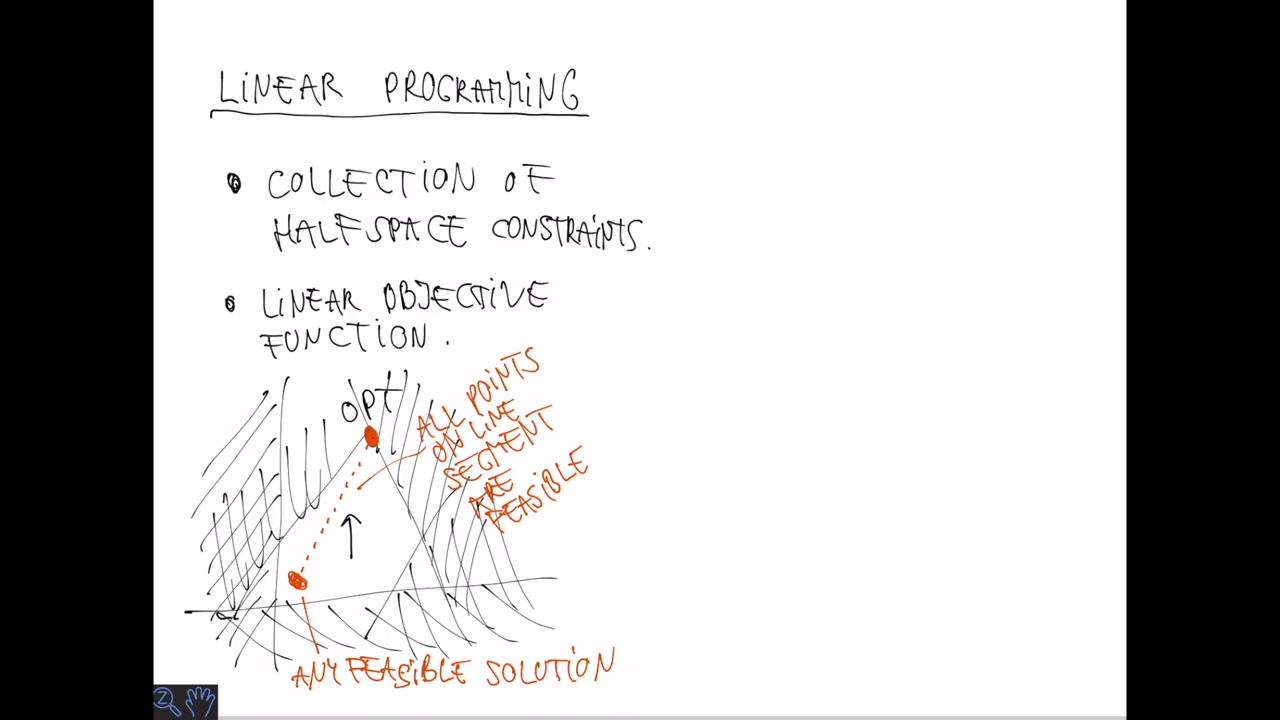 LINEAR PROGRAMMING
COLLECTION OF
HALFSPACE CONSTRAINTS.
LINEAR OBJECTIVE
FUNCTION.
OPT
ALL POINTS
ON LINE
SEGMENT
ARE
FEASIBLE
ANY FEASIBLE SOLUTION